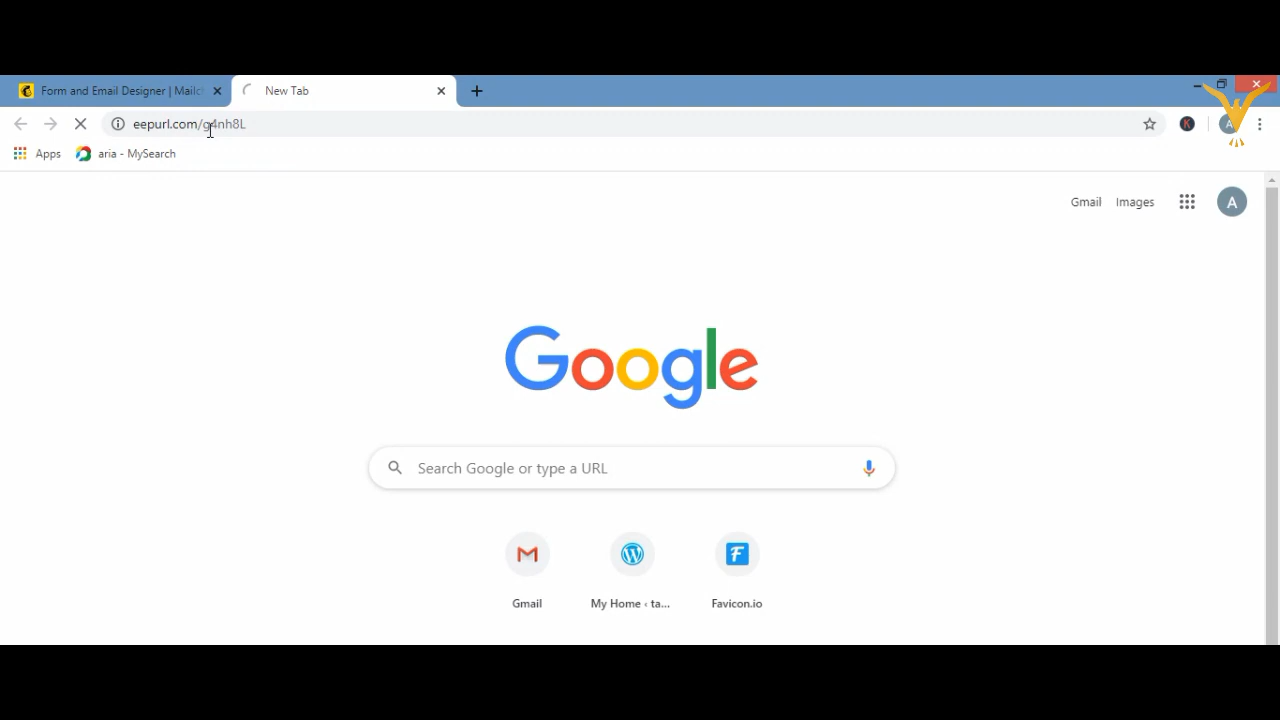 Form and Email Designer | Mailc
New Tab
eepurl.com/g4nh8L
K
A
Apps
aria - MySearch
Gmail
Images
A
Google
Search Google or type a URL
Gmail
My Home ‹ ta...
F
Favicon.io